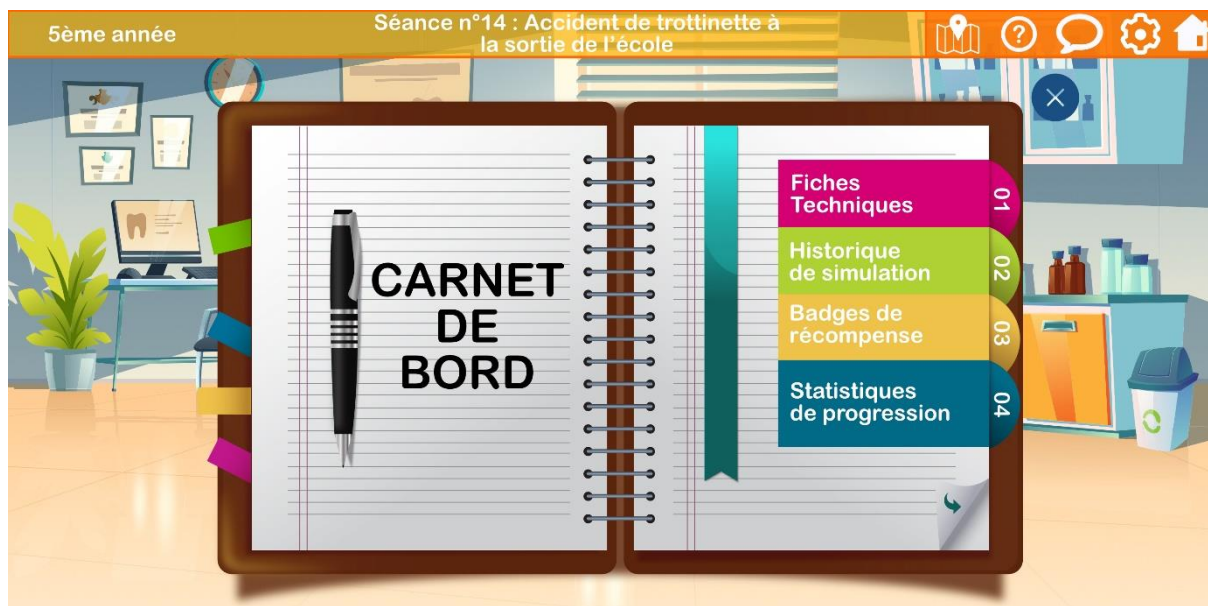 5ème année
Séance n°14 : Accident de trottinette à
la sortie de l'école
?
CARNET
DE
BORD
Fiches
Techniques
01
Historique
de simulation
02
Badges de
récompense
03
Statistiques
de progression
04